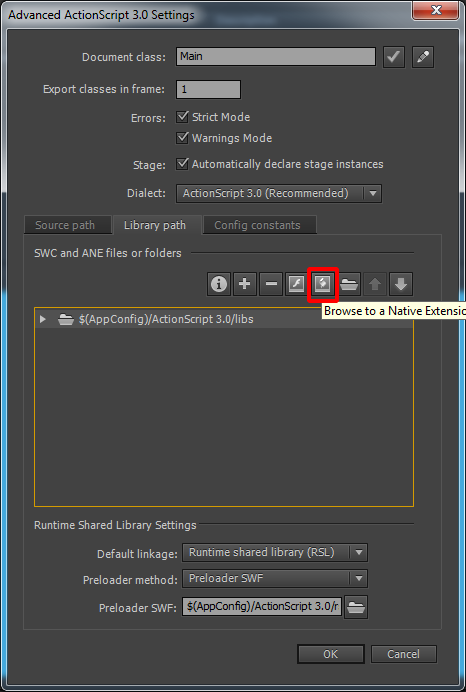 Advanced ActionScript 3.0 Settings
Document class: Main
Export classes in frame: 1
Errors: Strict Mode
Warnings Mode
Stage: Automatically declare stage instances
Dialect: ActionScript 3.0 (Recommended)
Source path Library path Config constants
SWC and ANE files or folders
Browse to a Native Extensio
$(AppConfig)/ActionScript 3.0/libs
Runtime Shared Library Settings
Default linkage: Runtime shared library (RSL)
Preloader method: Preloader SWF
Preloader SWF: $(AppConfig)/ActionScript 3.0/r
OK Cancel